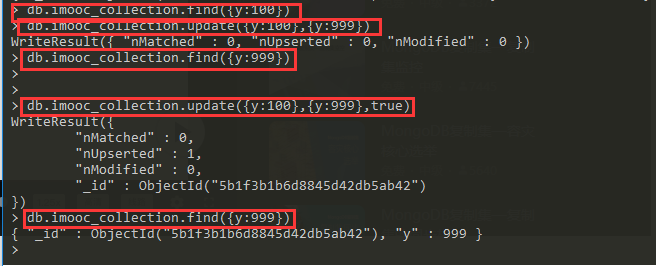 > db.imooc_collection.find({y:100})
> db.imooc_collection.update({y:100},{y:999})
WriteResult({ "nMatched" : 0, "nUpserted" : 0, "nModified" : 0 })
> db.imooc_collection.find({y:999})
>
>
> db.imooc_collection.update({y:100},{y:999},true)
WriteResult({
"nMatched" : 0,
"nUpserted" : 1,
"nModified" : 0,
"_id" : ObjectId("5b1f3b1b6d8845d42db5ab42")
})
> db.imooc_collection.find({y:999})
{ "_id" : ObjectId("5b1f3b1b6d8845d42db5ab42"), "y" : 999 }
>